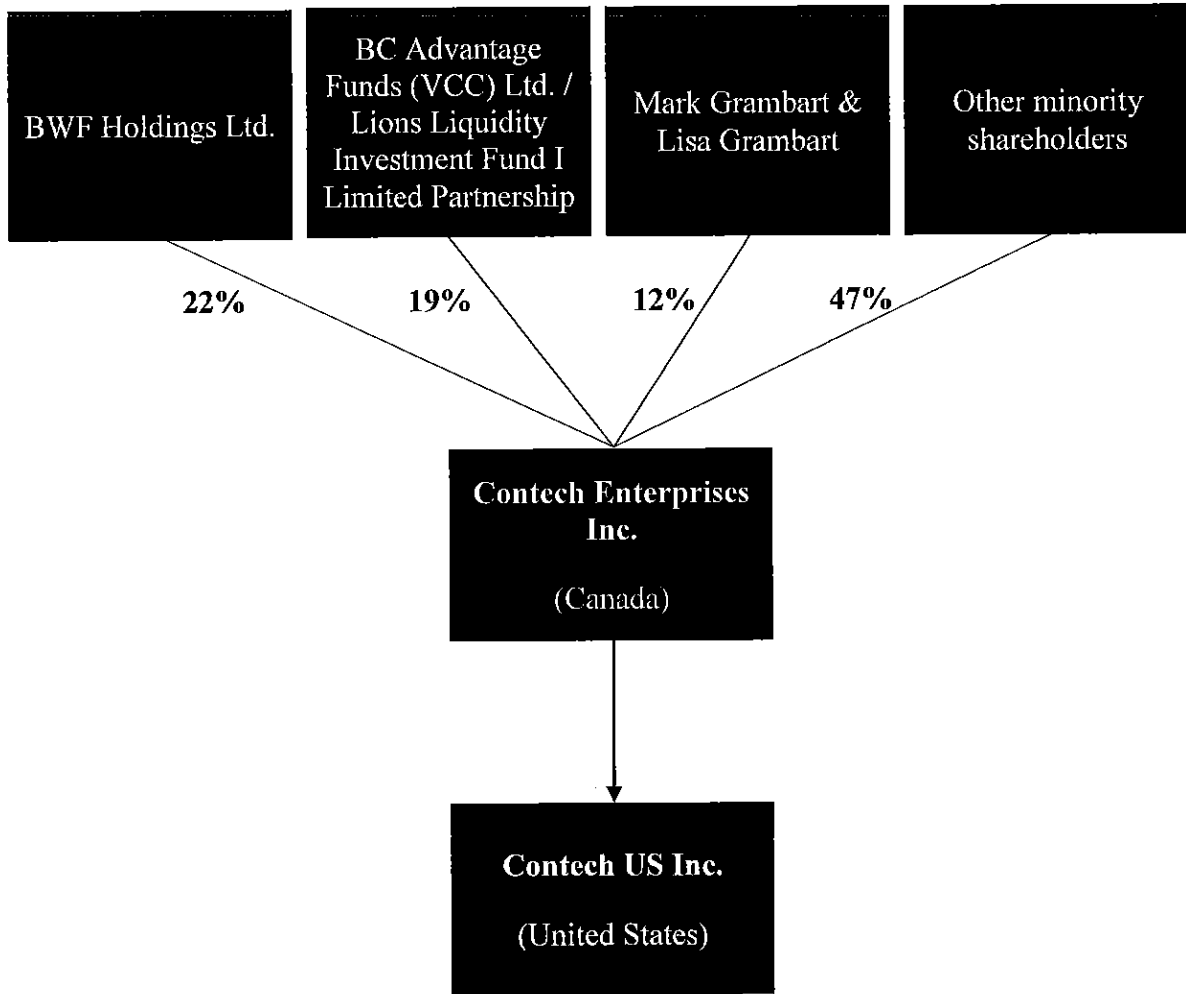 BWF Holdings Ltd.
BC Advantage
Funds (VCC) Ltd. /
Lions Liquidity
Investment Fund I
Limited Partnership
Mark Grambart &
Lisa Grambart
Other minority
shareholders
22%
19%
12%
47%
Contech Enterprises
Inc.
(Canada)
Contech US Inc.
(United States)